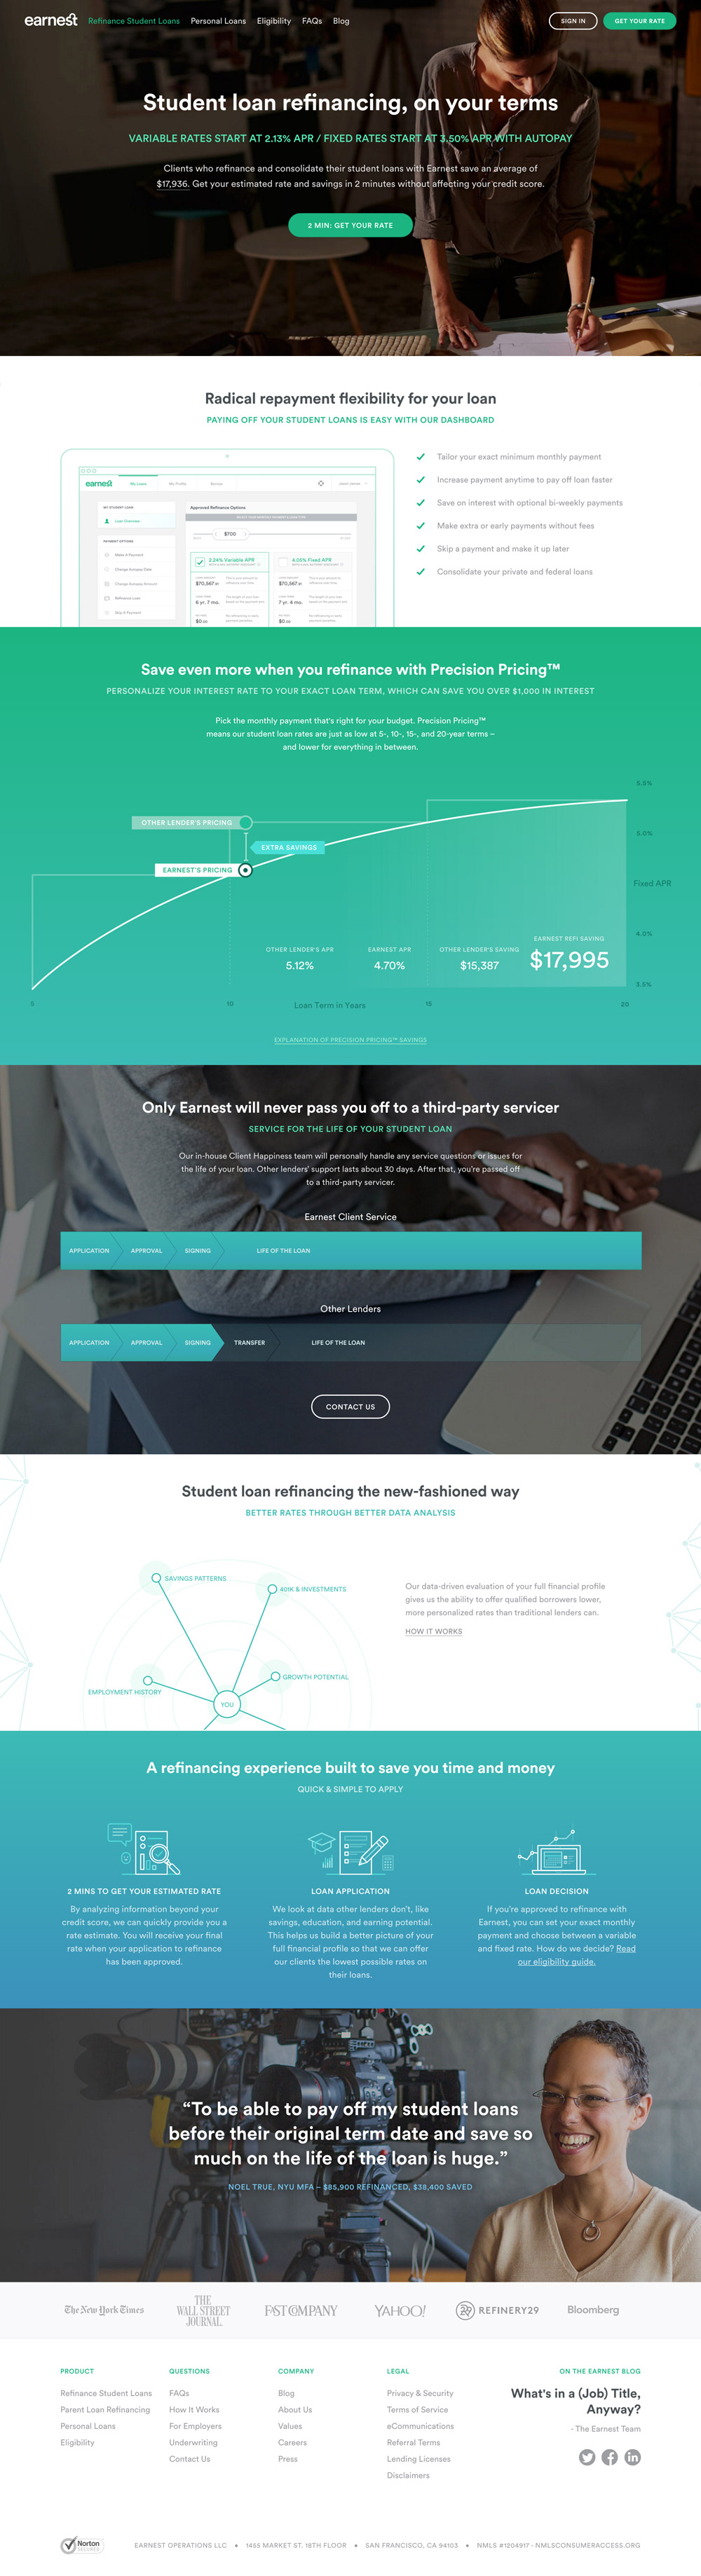 earnest
Refinance Student Loans
Personal Loans
Eligibility
FAQs
Blog
SIGN IN
GET YOUR RATE
Student loan refinancing, on your terms
VARIABLE RATES START AT 2.13% APR / FIXED RATES START AT 3.50% APR WITH AUTOPAY
Clients who refinance and consolidate their student loans with Earnest save an average of
$17,936. Get your estimated rate and savings in 2 minutes without affecting your credit score.
2 MIN: GET YOUR RATE
Radical repayment flexibility for your loan
PAYING OFF YOUR STUDENT LOANS IS EASY WITH OUR DASHBOARD
earnest
My Loans
My Profile
MY STUDENT LOAN
Loan Overview
PAYMENT OPTIONS
Make A Payment
Change Autopay Date
Change Autopay Amount
Refinance Loan
Skip A Payment
Approved Refinance Options
$700
2.24% Variable APR
4.05% Fixed APR
$70,567
$70,567
6 yr. 7 mo.
7 yr. 4 mo.
Tailor your exact minimum monthly payment
Increase payment anytime to pay off loan faster
Save on interest with optional bi-weekly payments
Make extra or early payments without fees
Skip a payment and make it up later
Consolidate your private and federal loans
Save even more when you refinance with Precision Pricing™
PERSONALIZE YOUR INTEREST RATE TO YOUR EXACT LOAN TERM, WHICH CAN SAVE YOU OVER $1,000 IN INTEREST
Pick the monthly payment that's right for your budget. Precision Pricing™
means our student loan rates are just as low at 5-, 10-, 15-, and 20-year terms –
and lower for everything in between.
OTHER LENDER'S PRICING
EXTRA SAVINGS
EARNEST'S PRICING
5.0%
Fixed APR
4.0%
3.5%
OTHER LENDER'S APR
5.12%
EARNEST APR
4.70%
OTHER LENDER'S SAVING
$15,387
EARNEST REFI SAVING
$17,995
5
10
Loan Term in Years
15
20
EXPLANATION OF PRECISION PRICING™ SAVINGS
Only Earnest will never pass you off to a third-party servicer
SERVICE FOR THE LIFE OF YOUR STUDENT LOAN
Our in-house Client Happiness team will personally handle any service questions or issues for
the life of your loan. Other lenders' support lasts about 30 days. After that, you're passed off
to a third-party servicer.
Earnest Client Service
APPLICATION
APPROVAL
SIGNING
LIFE OF THE LOAN
Other Lenders
APPLICATION
APPROVAL
SIGNING
TRANSFER
LIFE OF THE LOAN
CONTACT US
Student loan refinancing the new-fashioned way
BETTER RATES THROUGH BETTER DATA ANALYSIS
SAVINGS PATTERNS
401K & INVESTMENTS
GROWTH POTENTIAL
EMPLOYMENT HISTORY
YOU
Our data-driven evaluation of your full financial profile
gives us the ability to offer qualified borrowers lower,
more personalized rates than traditional lenders can.
HOW IT WORKS
A refinancing experience built to save you time and money
QUICK & SIMPLE TO APPLY
2 MINS TO GET YOUR ESTIMATED RATE
By analyzing information beyond your
credit score, we can quickly provide you a
rate estimate. You will receive your final
rate when your application to refinance
has been approved.
LOAN APPLICATION
We look at data other lenders don't, like
savings, education, and earning potential.
This helps us build a better picture of your
full financial profile so that we can offer
our clients the lowest possible rates on
their loans.
LOAN DECISION
If you're approved to refinance with
Earnest, you can set your exact monthly
payment and choose between a variable
and fixed rate. How do we decide? Read
our eligibility guide.
“To be able to pay off my student loans
before their original term date and save so
much on the life of the loan is huge.”
NOEL TRUE, NYU MFA – $85,900 REFINANCED, $38,400 SAVED
The New York Times
THE
WALL STREET
JOURNAL.
FAST COMPANY
YAHOO!
29 REFINERY29
Bloomberg
PRODUCT
Refinance Student Loans
Parent Loan Refinancing
Personal Loans
Eligibility
QUESTIONS
FAQs
How It Works
For Employers
Underwriting
Contact Us
COMPANY
Blog
About Us
Values
Careers
Press
LEGAL
Privacy & Security
Terms of Service
eCommunications
Referral Terms
Lending Licenses
Disclaimers
ON THE EARNEST BLOG
What's in a (Job) Title,
Anyway?
- The Earnest Team
Norton
SECURED
EARNEST OPERATIONS LLC • 1455 MARKET ST. 18TH FLOOR • SAN FRANCISCO, CA 94103 • NMLS #1204917 - NMLSCONSUMERACCESS.ORG